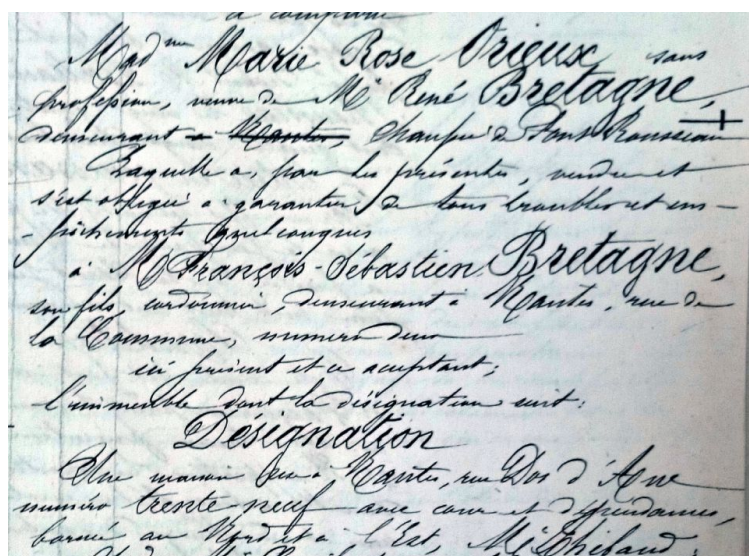 a comparu
Mad me Marie Rose Orieux sans
profession, veuve de Mr René Bretagne,
demeurant à Nantes, chaussée de Pont Rousseau
Laquelle a, par les présentes, vendu et
s'est obligée à garantir de tous troubles et em-
-pêchements quelconques
à M François-Sébastien Bretagne,
son fils, cordonnier, demeurant à Nantes, rue de
la Commune, numéro deux
ici présent et ce acceptant;
l'immeuble dont la désignation suit:
Désignation
Une maison sise à Nantes, rue Dos d'Ane
numéro trente-neuf avec cour et dépendances,
bornée au Nord et à l'Est, Mr Thibaud;